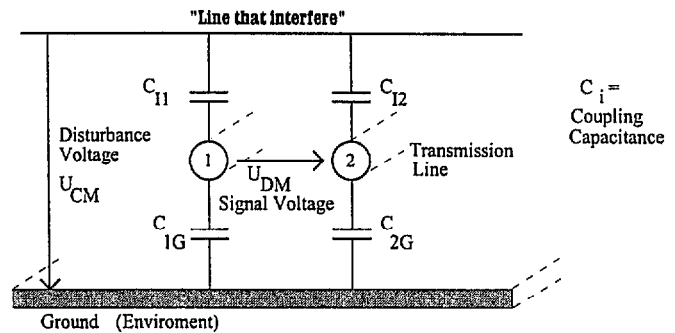 "Line that interfere"
C I1
C I2
C i =
Coupling
Capacitance
Disturbance
Voltage
U CM
1
2
U DM
Signal Voltage
Transmission
Line
C 1G
C 2G
Ground (Enviroment)